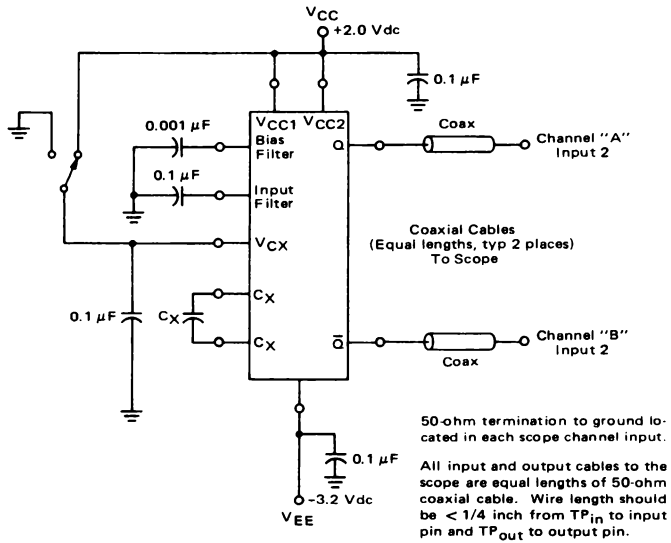 VCC
+2.0 Vdc
0.1 µF
VCC1 VCC2
0.001 µF
Bias
Filter
Q
Coax
Channel "A"
Input 2
0.1 µF
Input
Filter
Coaxial Cables
(Equal lengths, typ 2 places)
To Scope
VCX
0.1 µF
CX
CX
CX
Q̅
Coax
Channel "B"
Input 2
0.1 µF
-3.2 Vdc
VEE
50-ohm termination to ground lo-
cated in each scope channel input.
All input and output cables to the
scope are equal lengths of 50-ohm
coaxial cable. Wire length should
be < 1/4 inch from TPin to input
pin and TPout to output pin.